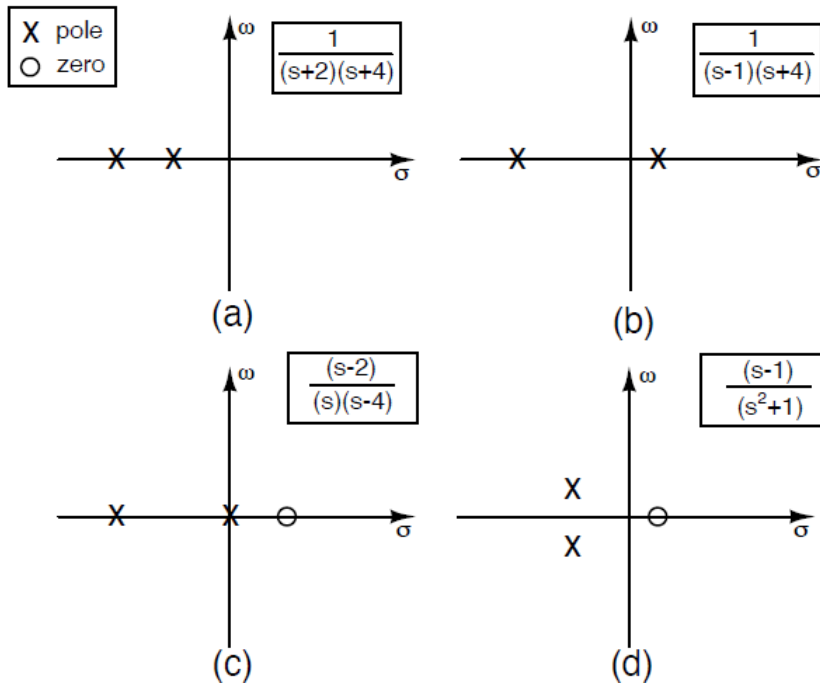 X pole
O zero
ω
1
(s+2)(s+4)
X X
σ
(a)
ω
1
(s-1)(s+4)
X X
σ
(b)
ω
(s-2)
(s)(s-4)
X X
σ
(c)
ω
(s-1)
(s²+1)
X
X
σ
(d)